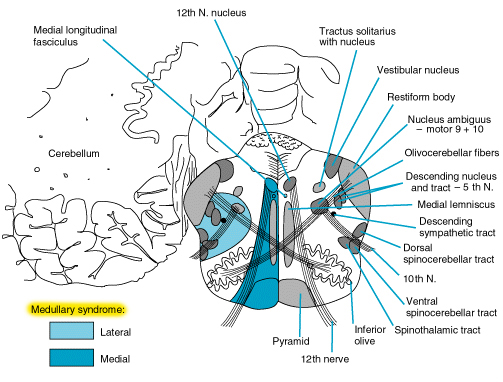 12th N. nucleus
Medial longitudinal
fasciculus
Tractus solitarius
with nucleus
Vestibular nucleus
Restiform body
Nucleus ambiguus
– motor 9 + 10
Olivocerebellar fibers
Descending nucleus
and tract – 5 th N.
Medial lemniscus
Descending
sympathetic tract
Dorsal
spinocerebellar tract
10th N.
Ventral
spinocerebellar tract
Spinothalamic tract
Inferior
olive
12th nerve
Pyramid
Cerebellum
Medullary syndrome:
Lateral
Medial